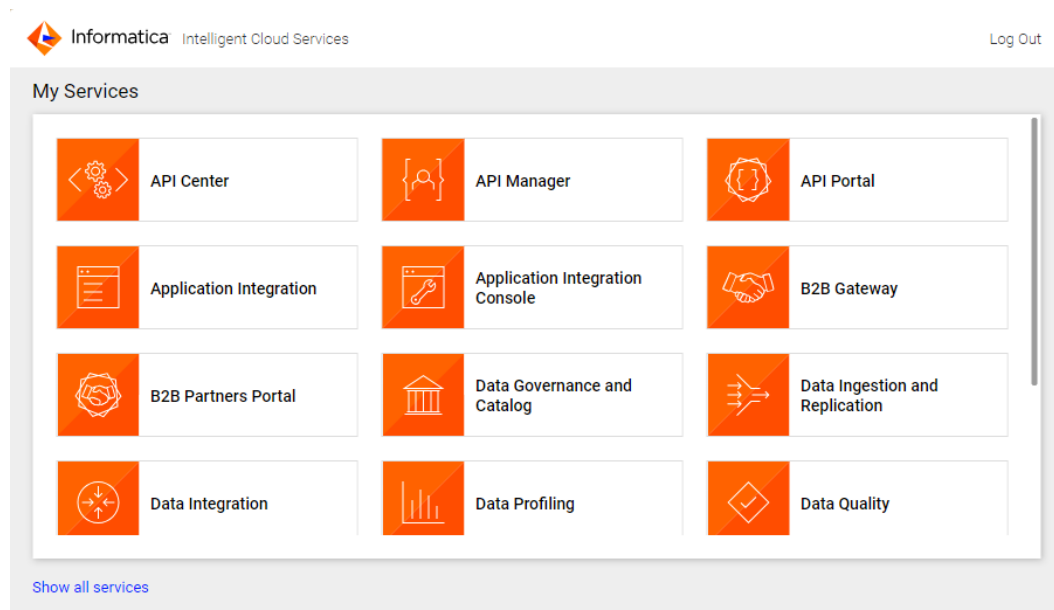 Informatica Intelligent Cloud Services
Log Out
My Services
API Center
API Manager
API Portal
Application Integration
Application Integration
Console
B2B Gateway
B2B Partners Portal
Data Governance and
Catalog
Data Ingestion and
Replication
Data Integration
Data Profiling
Data Quality
Show all services